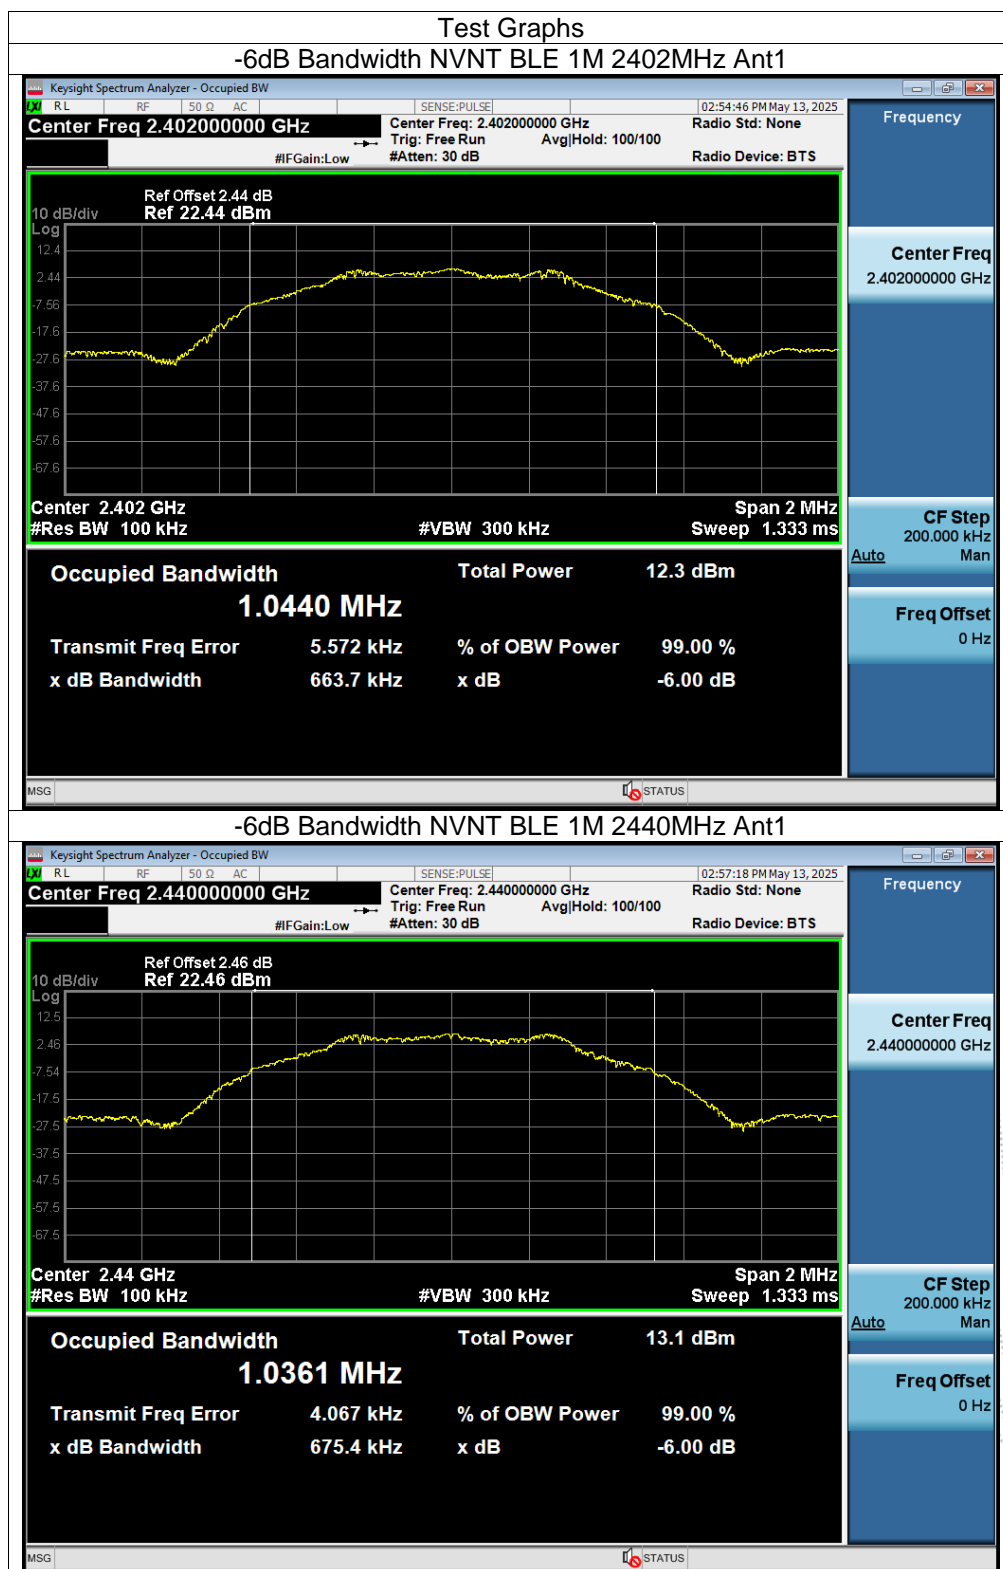 Test Graphs
-6dB Bandwidth NVNT BLE 1M 2402MHz Ant1
Keysight Spectrum Analyzer - Occupied BW
LXI RL RF 50 Ω AC SENSE:PULSE 02:54:46 PM May 13, 2025
Center Freq 2.402000000 GHz
Center Freq: 2.402000000 GHz Radio Std: None
Trig: Free Run Avg|Hold: 100/100
#IFGain:Low #Atten: 30 dB Radio Device: BTS
Frequency
Ref Offset 2.44 dB
10 dB/div Ref 22.44 dBm
Log
12.4
2.44
-7.56
-17.6
-27.6
-37.6
-47.6
-57.6
-67.6
Center Freq
2.402000000 GHz
Center 2.402 GHz Span 2 MHz
#Res BW 100 kHz #VBW 300 kHz Sweep 1.333 ms
CF Step
200.000 kHz
Auto Man
Occupied Bandwidth Total Power 12.3 dBm
1.0440 MHz
Freq Offset
0 Hz
Transmit Freq Error 5.572 kHz % of OBW Power 99.00 %
x dB Bandwidth 663.7 kHz x dB -6.00 dB
MSG STATUS
-6dB Bandwidth NVNT BLE 1M 2440MHz Ant1
Keysight Spectrum Analyzer - Occupied BW
LXI RL RF 50 Ω AC SENSE:PULSE 02:57:18 PM May 13, 2025
Center Freq 2.440000000 GHz
Center Freq: 2.440000000 GHz Radio Std: None
Trig: Free Run Avg|Hold: 100/100
#IFGain:Low #Atten: 30 dB Radio Device: BTS
Frequency
Ref Offset 2.46 dB
10 dB/div Ref 22.46 dBm
Log
12.5
2.46
-7.54
-17.5
-27.5
-37.5
-47.5
-57.5
-67.5
Center Freq
2.440000000 GHz
Center 2.44 GHz Span 2 MHz
#Res BW 100 kHz #VBW 300 kHz Sweep 1.333 ms
CF Step
200.000 kHz
Auto Man
Occupied Bandwidth Total Power 13.1 dBm
1.0361 MHz
Freq Offset
0 Hz
Transmit Freq Error 4.067 kHz % of OBW Power 99.00 %
x dB Bandwidth 675.4 kHz x dB -6.00 dB
MSG STATUS